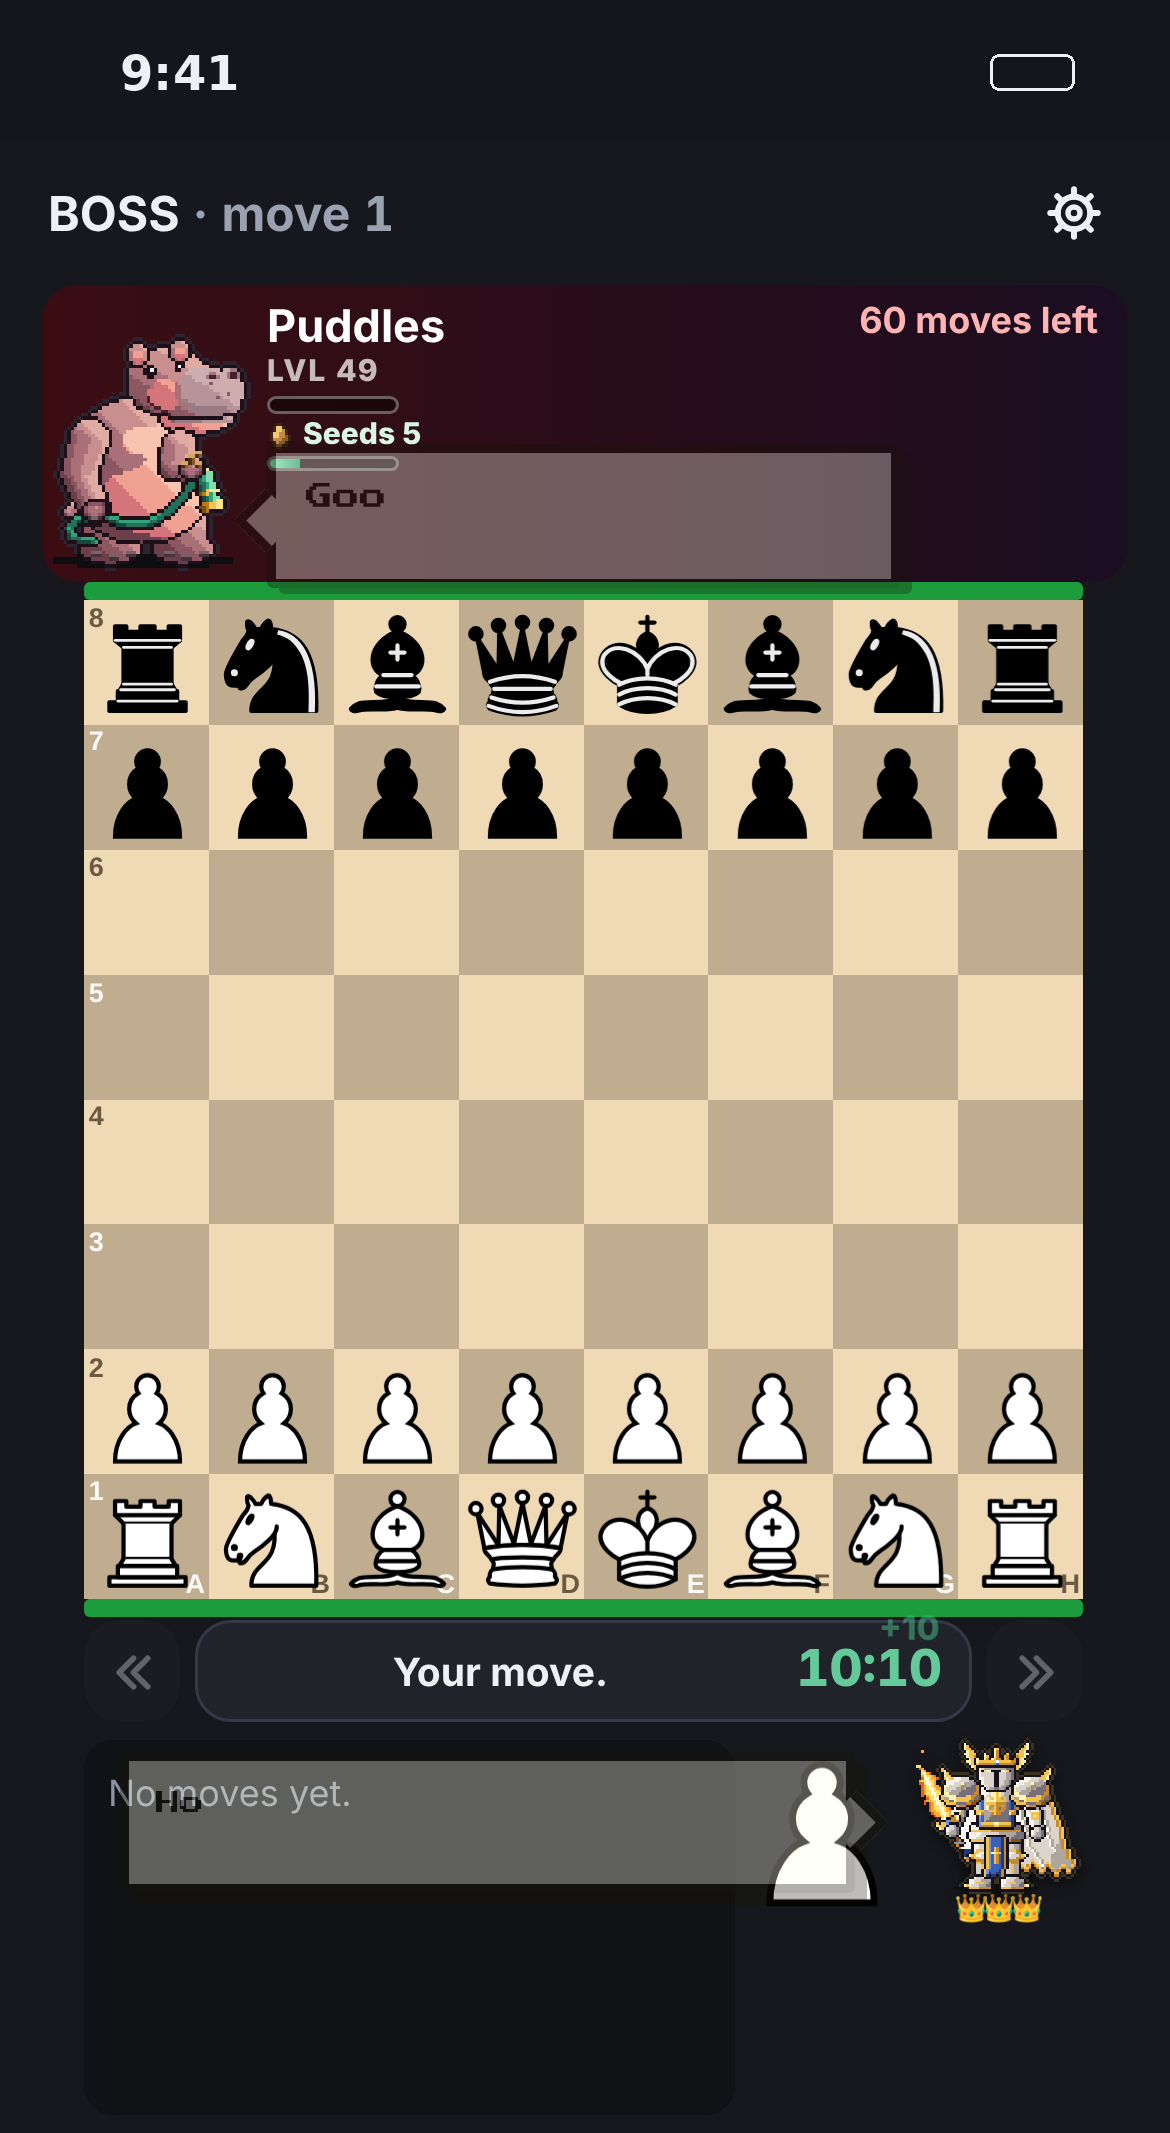 9:41
BOSS · move 1
Puddles
60 moves left
LVL 49
Seeds 5
Goo
8
7
6
5
4
3
2
1
A B C D E F G H
+10
Your move. 10:10
No moves yet.
Ho